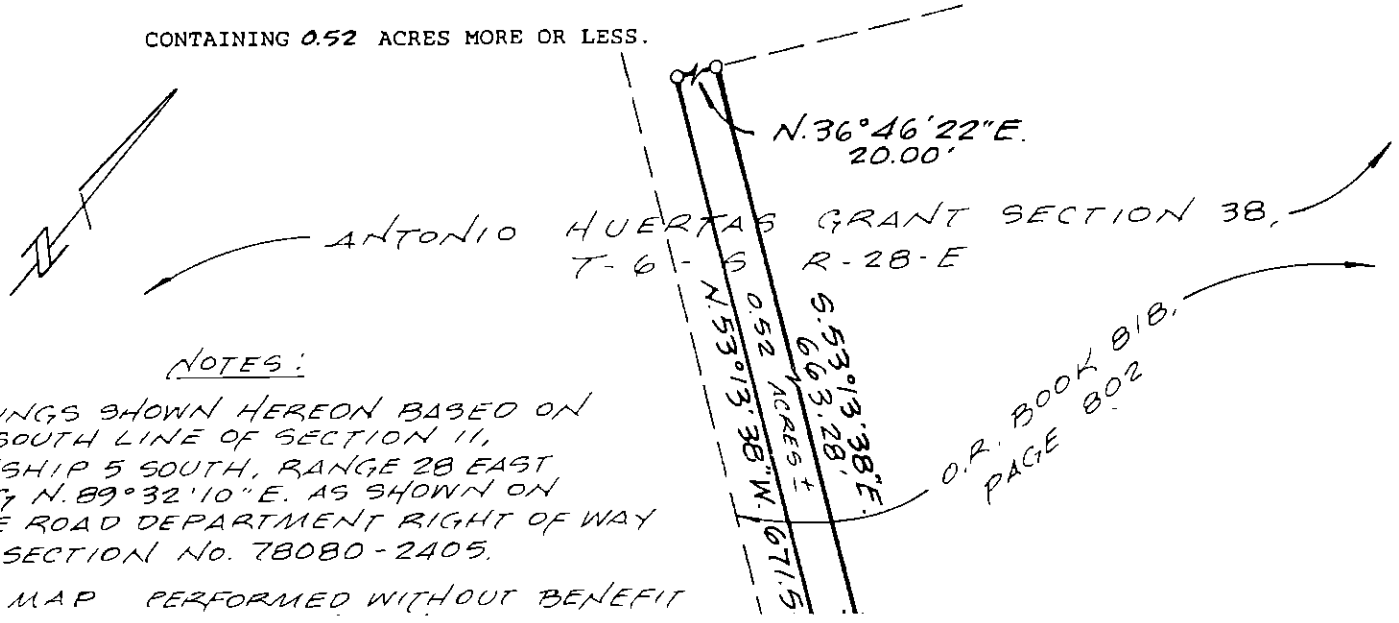 CONTAINING 0.52 ACRES MORE OR LESS.
N.36°46'22"E.
20.00'
N
ANTONIO HUERTAS GRANT SECTION 38,
T-6-S R-28-E
S.53°13'38"E.
663.28'
0.52 ACRES ±
N.53°13'38"W. 671.5
O.R. BOOK 818,
PAGE 802
NOTES:
NGS SHOWN HEREON BASED ON
SOUTH LINE OF SECTION 11,
SHIP 5 SOUTH, RANGE 28 EAST
G N.89°32'10"E. AS SHOWN ON
E ROAD DEPARTMENT RIGHT OF WAY
SECTION NO. 78080-2405.
MAP PERFORMED WITHOUT BENEFIT